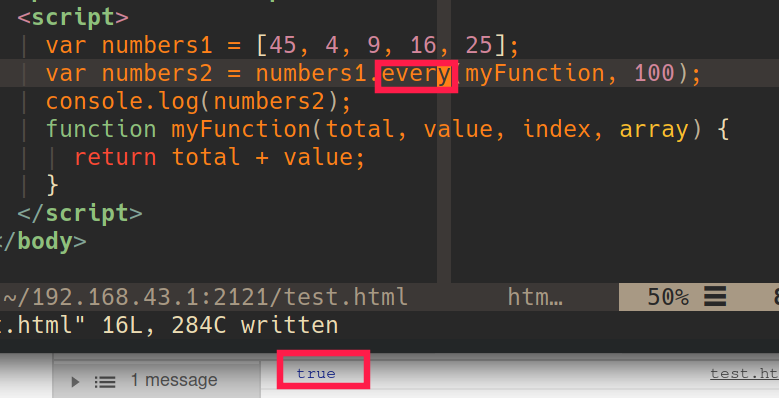 <script>
var numbers1 = [45, 4, 9, 16, 25];
var numbers2 = numbers1.every(myFunction, 100);
console.log(numbers2);
function myFunction(total, value, index, array) {
return total + value;
}
</script>
</body>
~/192.168.43.1:2121/test.html htm… 50% ☰
t.html" 16L, 284C written
1 message true test.ht